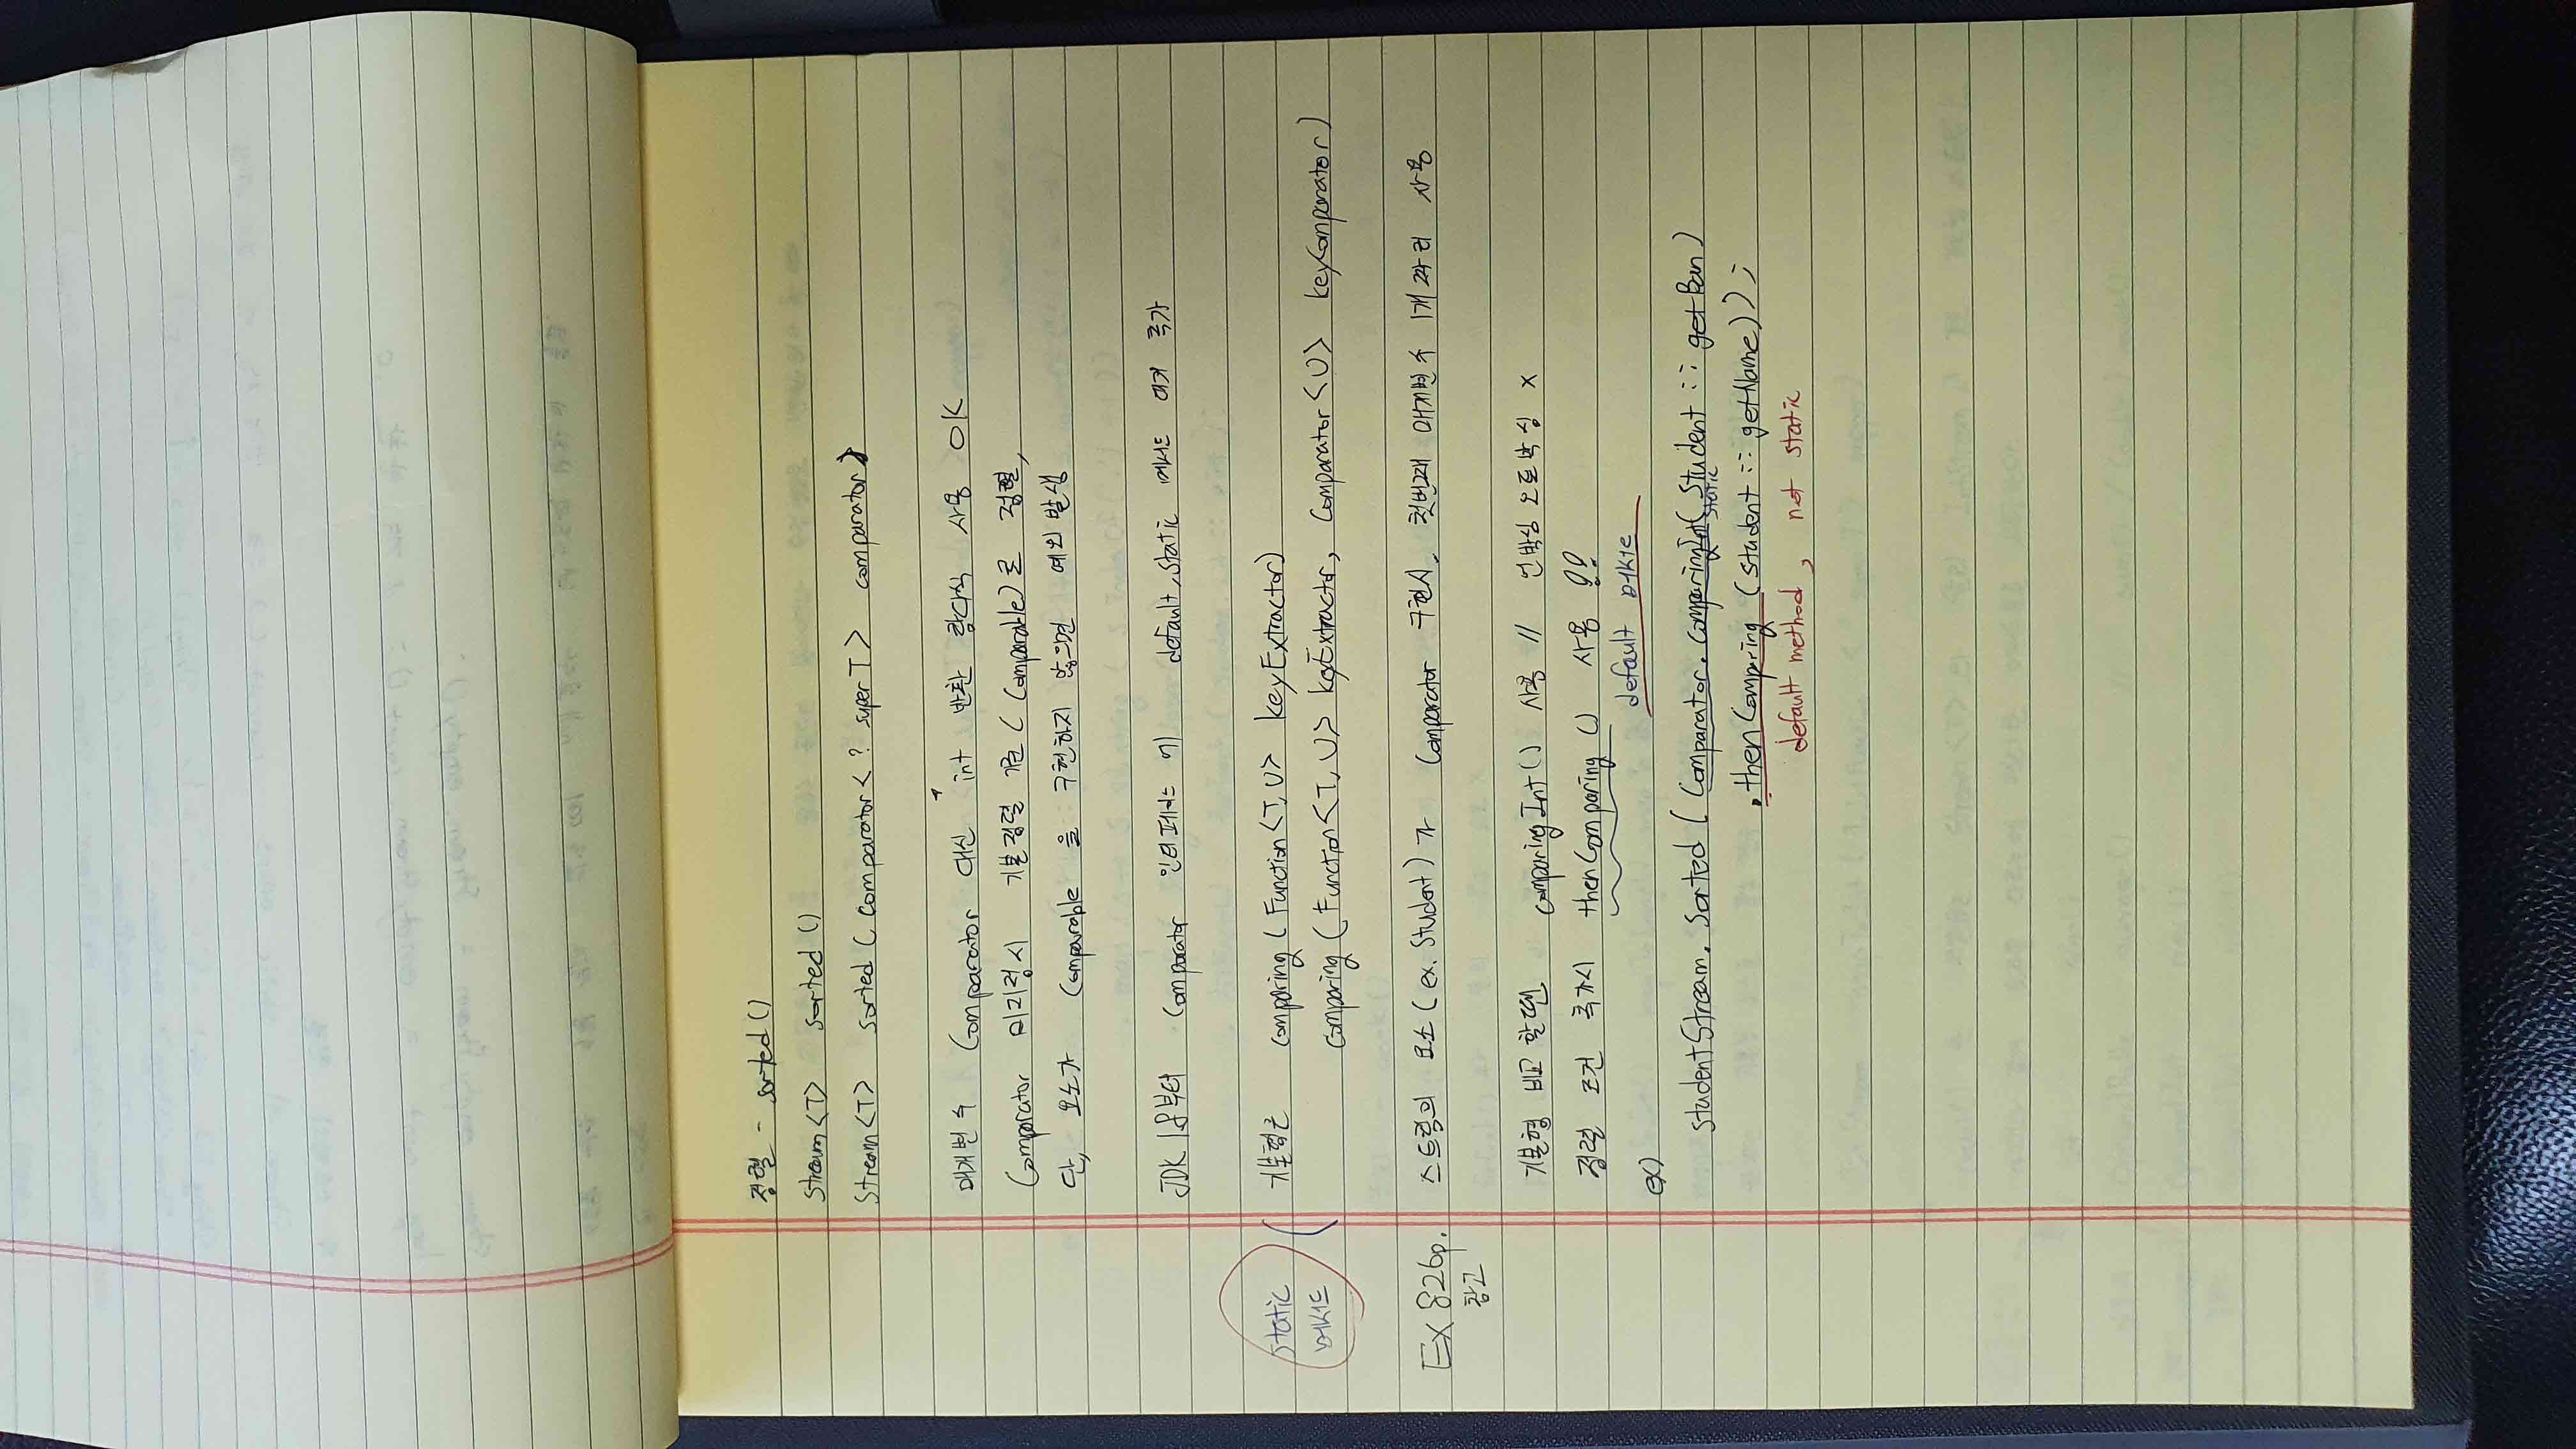 정렬 - sorted()
Stream<T> sorted()
Stream<T> sorted(Comparator<? super T> comparator)
매개변수 Comparator 대신 int 반환 람다식 사용 OK
Comparator 미지정시 기본정렬 기준(Comparable)로 정렬,
단, 요소가 Comparable 을 구현하지 않으면 예외 발생
JDK 1.8부터 Comparator 인터페이스에 default, static 메서드 대거 추가
static
메서드
기본형은 comparing(Function<T, U> keyExtractor)
comparing(Function<T, U> keyExtractor, Comparator<U> keyComparator)
Ex 826p.
참고
스트림의 요소(ex. Student)가 Comparator 구현시, 첫번째 매개변수 1개 짜리 사용
기본형 비교 할땐 comparingInt() 사용 // 언박싱 오토박싱 x
정렬 조건 추가시 thenComparing() 사용 !!
default 메서드
ex)
studentStream.sorted(Comparator.comparingInt(Student::getBan)
static
.thenComparing(Student::getName));
default method, not static